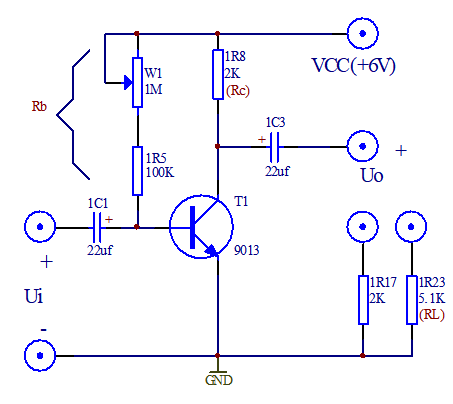 1R8
2K
(Rc)
VCC(+6V)
W1
1M
Rb
1C3
+
22uf
+
Uo
1R5
100K
1C1
+
22uf
T1
9013
+
Ui
-
1R17
2K
1R23
5.1K
(RL)
GND